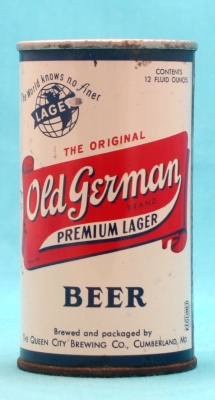 The World knows no finer
LAGER
CONTENTS
12 FLUID OUNCES
THE ORIGINAL
Old German
BRAND
PREMIUM LAGER
BEER
Brewed and packaged by
The Queen City Brewing Co., Cumberland, Md